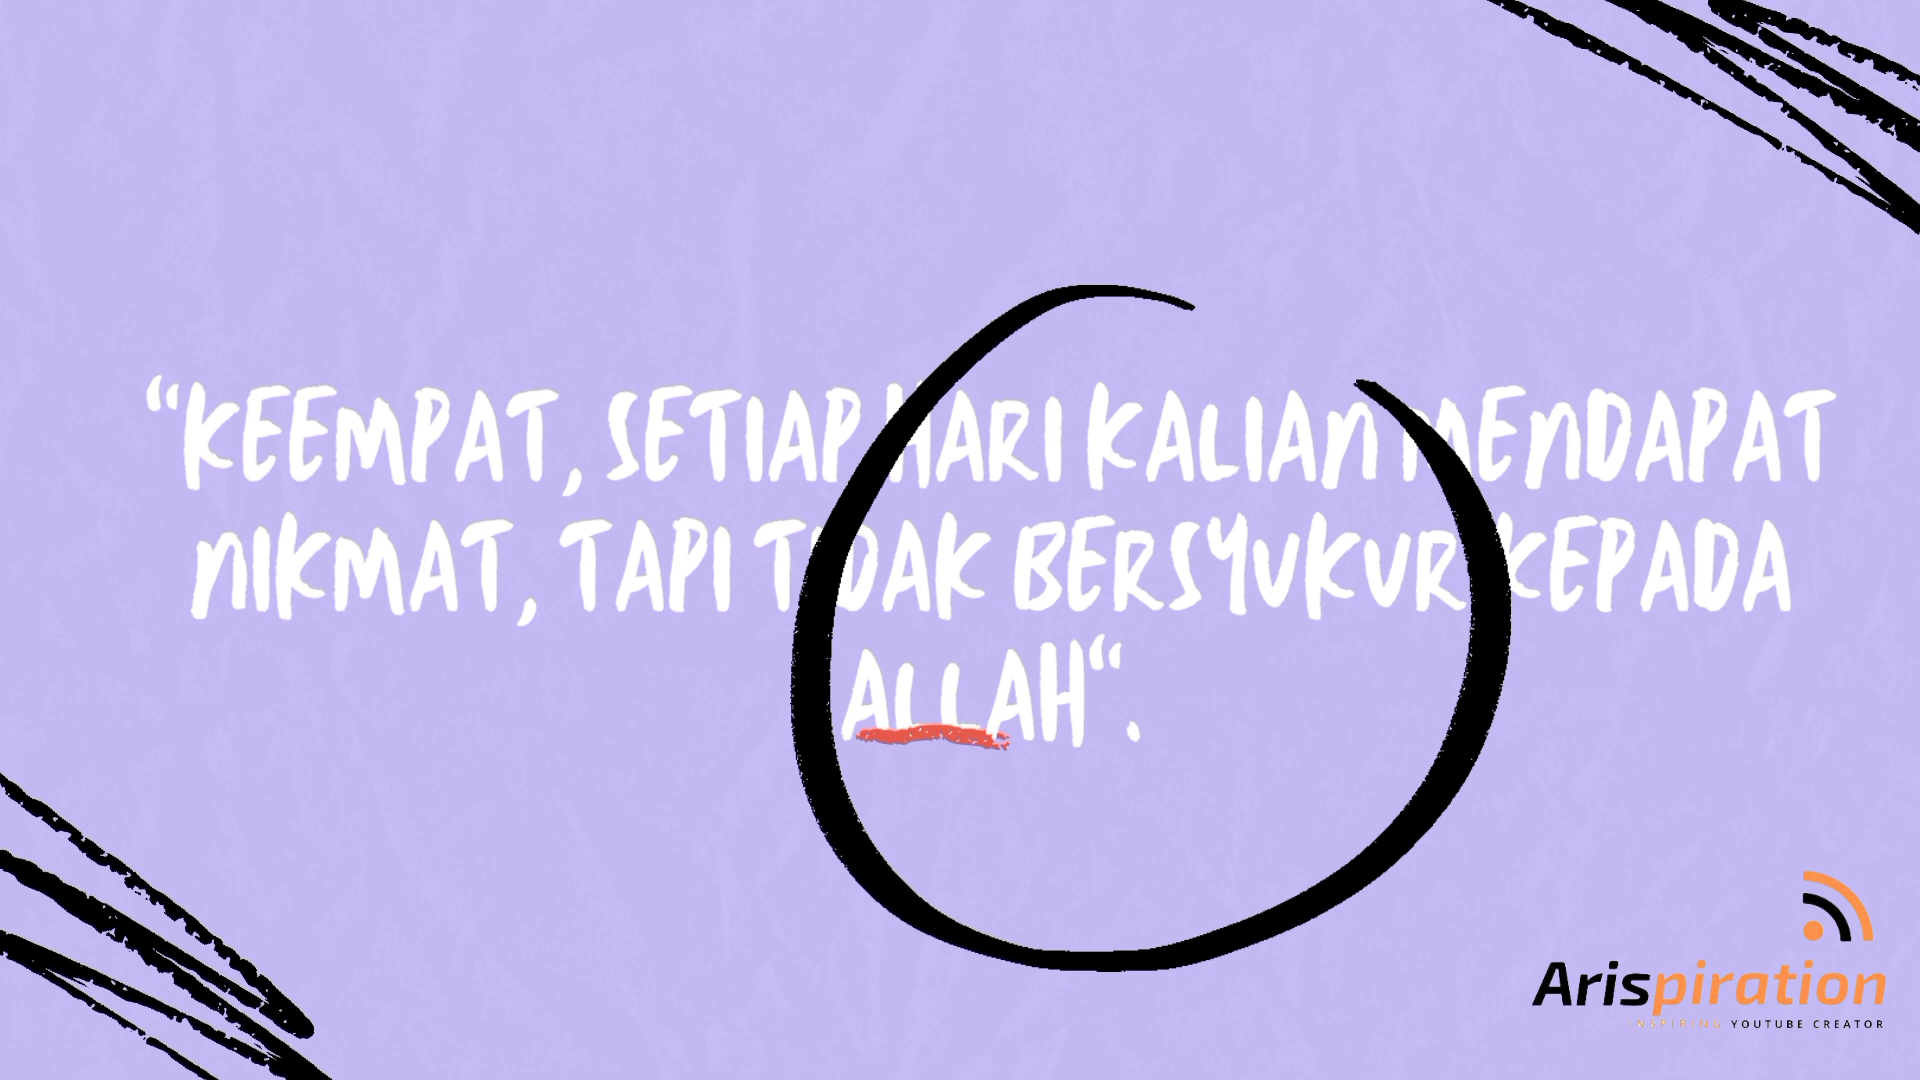 “KEEMPAT, SETIAP HARI KALIAN MENDAPAT
NIKMAT, TAPI TIDAK BERSYUKUR KEPADA
ALLAH“.
Arispiration
INSPIRING YOUTUBE CREATOR